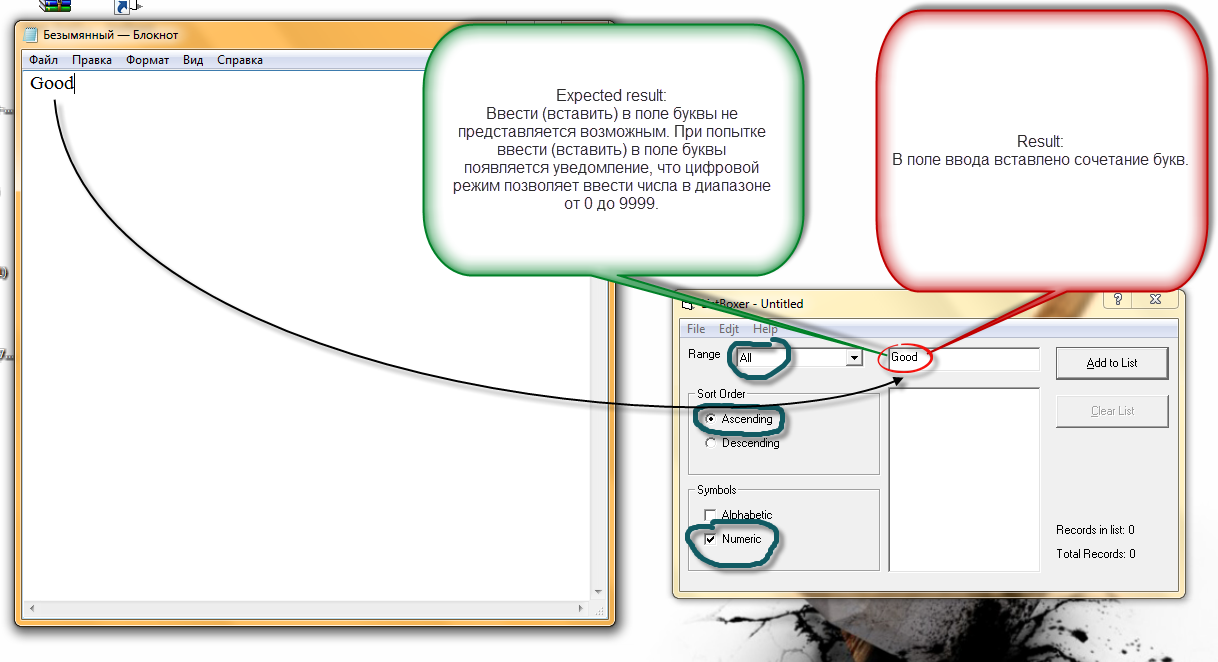 Безымянный — Блокнот
Файл Правка Формат Вид Справка
Good
Expected result:
Ввести (вставить) в поле буквы не
представляется возможным. При попытке
ввести (вставить) в поле буквы
появляется уведомление, что цифровой
режим позволяет ввести числа в диапазоне
от 0 до 9999.
Result:
В поле ввода вставлено сочетание букв.
- Untitled
File Edit Help
Range
All
Good
Add to List
Sort Order
Ascending
Clear List
Descending
Symbols
Alphabetic
Numeric
Records in list: 0
Total Records: 0